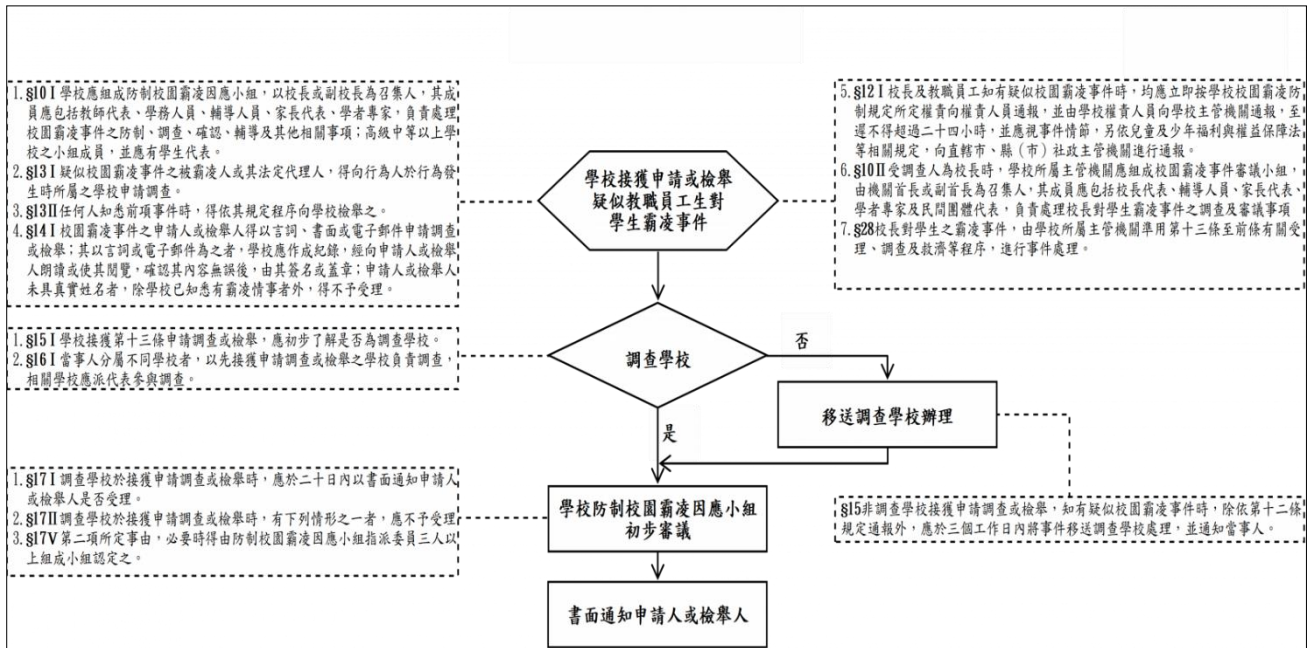 1. §10Ⅰ學校應組成防制校園霸凌因應小組，以校長或副校長為召集人，其成
員應包括教師代表、學務人員、輔導人員、家長代表、學者專家，負責處理
校園霸凌事件之防制、調查、確認、輔導及其他相關事項；高級中等以上學
校之小組成員，並應有學生代表。
2. §13Ⅰ疑似校園霸凌事件之被霸凌人或其法定代理人，得向行為人於行為發
生時所屬之學校申請調查。
3. §13Ⅱ任何人知悉前項事件時，得依其規定程序向學校檢舉之。
4. §14Ⅰ校園霸凌事件之申請人或檢舉人得以言詞、書面或電子郵件申請調查
或檢舉；其以言詞或電子郵件為之者，學校應作成紀錄，經向申請人或檢舉
人朗讀或使其閱覽，確認其內容無誤後，由其簽名或蓋章；申請人或檢舉人
未具真實姓名者，除學校已知悉有霸凌情事者外，得不予受理。
學校接獲申請或檢舉
疑似教職員工生對
學生霸凌事件
5. §12Ⅰ校長及教職員工知有疑似校園霸凌事件時，均應立即按學校校園霸凌防
制規定所定權責向權責人員通報，並由學校權責人員向學校主管機關通報，至
遲不得超過二十四小時，並應視事件情節，另依兒童及少年福利與權益保障法
等相關規定，向直轄市、縣（市）社政主管機關進行通報。
6. §10Ⅱ受調查人為校長時，學校所屬主管機關應組成校園霸凌事件審議小組，
由機關首長或副首長為召集人，其成員應包括校長代表、輔導人員、家長代表、
學者專家及民間團體代表，負責處理校長對學生霸凌事件之調查及審議事項
7. §28校長對學生之霸凌事件，由學校所屬主管機關準用第十三條至前條有關受
理、調查及救濟等程序，進行事件處理。
1. §15Ⅰ學校接獲第十三條申請調查或檢舉，應初步了解是否為調查學校。
2. §16Ⅰ當事人分屬不同學校者，以先接獲申請調查或檢舉之學校負責調查，
相關學校應派代表參與調查。
調查學校
否
移送調查學校辦理
是
1. §17Ⅰ調查學校於接獲申請調查或檢舉時，應於二十日內以書面通知申請人
或檢舉人是否受理。
2. §17Ⅱ調查學校於接獲申請調查或檢舉時，有下列情形之一者，應不予受理
3. §17Ⅴ第二項所定事由，必要時得由防制校園霸凌因應小組指派委員三人以
上組成小組認定之。
學校防制校園霸凌因應小組
初步審議
§15非調查學校接獲申請調查或檢舉，知有疑似校園霸凌事件時，除依第十二條
規定通報外，應於三個工作日內將事件移送調查學校處理，並通知當事人。
書面通知申請人或檢舉人